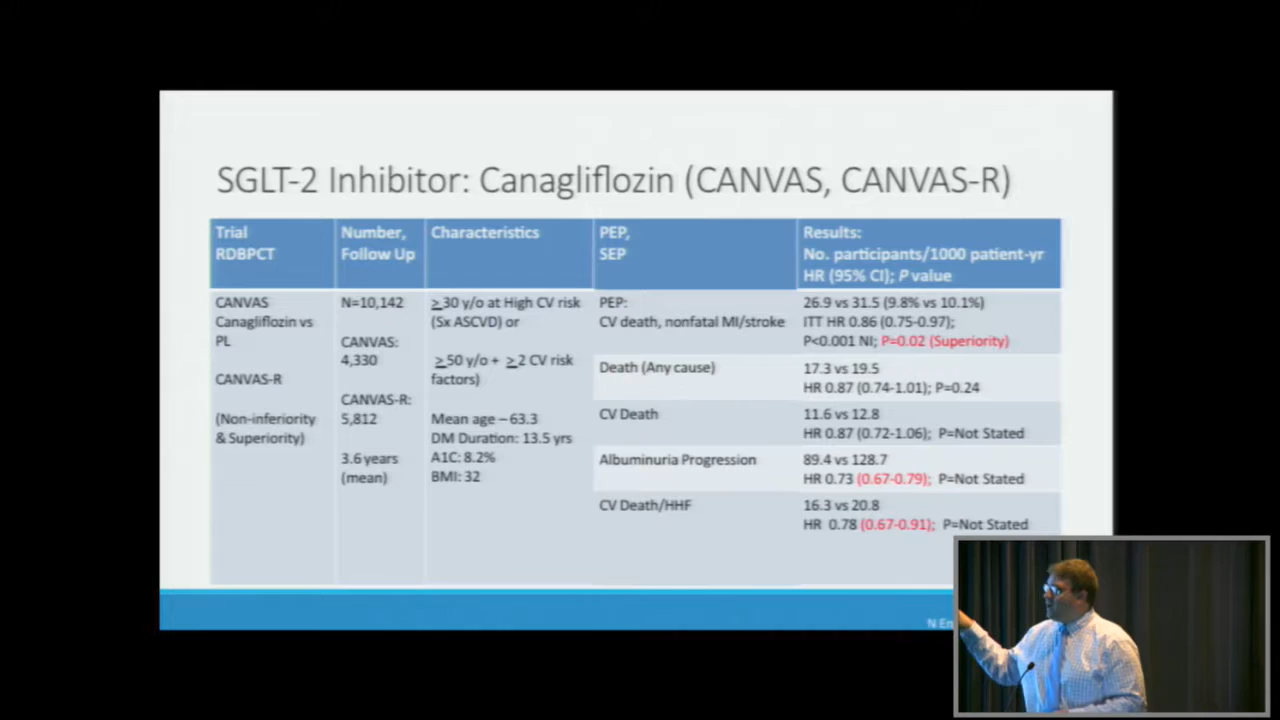 SGLT-2 Inhibitor: Canagliflozin (CANVAS, CANVAS-R)
Trial
RDBPCT
Number,
Follow Up
Characteristics
PEP,
SEP
Results:
No. participants/1000 patient-yr
HR (95% CI); P value
CANVAS
Canagliflozin vs
PL
CANVAS-R
(Non-inferiority
& Superiority)
N=10,142
CANVAS:
4,330
CANVAS-R:
5,812
3.6 years
(mean)
≥30 y/o at High CV risk
(Sx ASCVD) or
≥50 y/o + ≥2 CV risk
factors)
Mean age – 63.3
DM Duration: 13.5 yrs
A1C: 8.2%
BMI: 32
PEP:
CV death, nonfatal MI/stroke
26.9 vs 31.5 (9.8% vs 10.1%)
ITT HR 0.86 (0.75-0.97);
P<0.001 NI; P=0.02 (Superiority)
Death (Any cause)
17.3 vs 19.5
HR 0.87 (0.74-1.01); P=0.24
CV Death
11.6 vs 12.8
HR 0.87 (0.72-1.06); P=Not Stated
Albuminuria Progression
89.4 vs 128.7
HR 0.73 (0.67-0.79); P=Not Stated
CV Death/HHF
16.3 vs 20.8
HR 0.78 (0.67-0.91); P=Not Stated
N